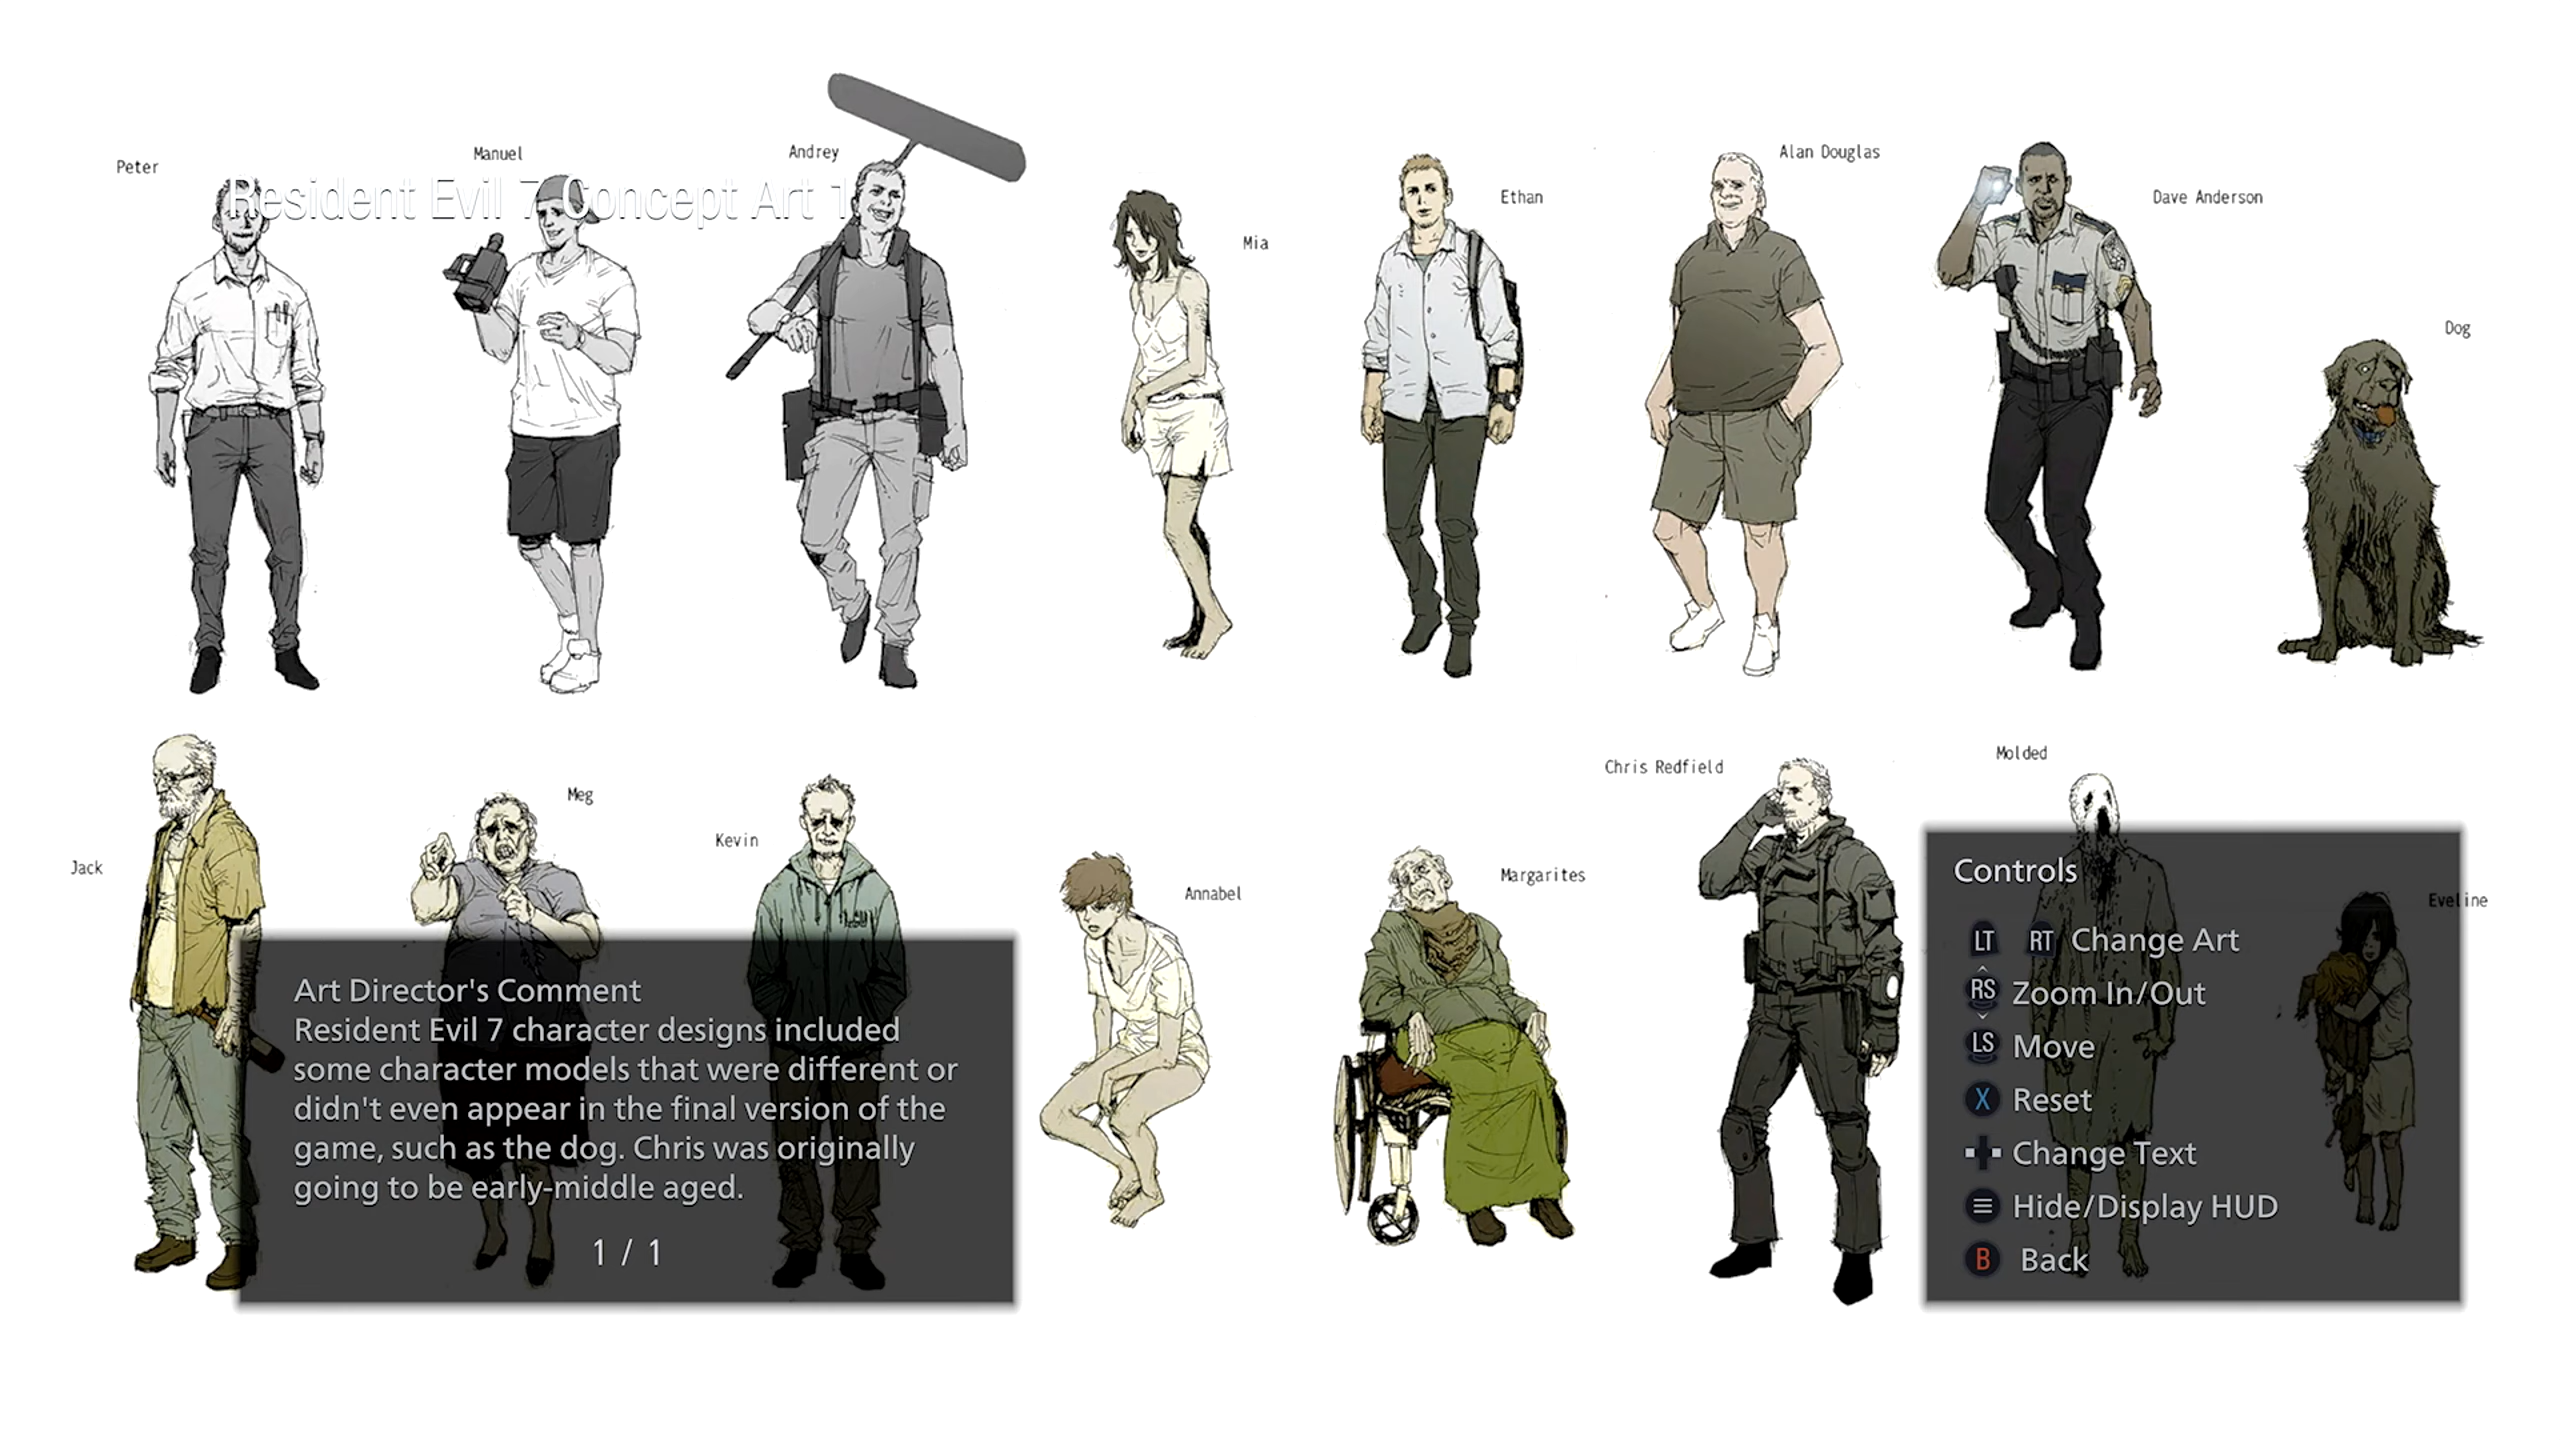 Peter
Manuel
Andrey
Resident Evil 7 Concept Art 1
Mia
Ethan
Alan Douglas
Dave Anderson
Dog
Jack
Meg
Kevin
Annabel
Margarites
Chris Redfield
Molded
Eveline
Art Director's Comment
Resident Evil 7 character designs included
some character models that were different or
didn't even appear in the final version of the
game, such as the dog. Chris was originally
going to be early-middle aged.
1 / 1
Controls
LT RT Change Art
RS Zoom In/Out
LS Move
X Reset
Change Text
Hide/Display HUD
B Back